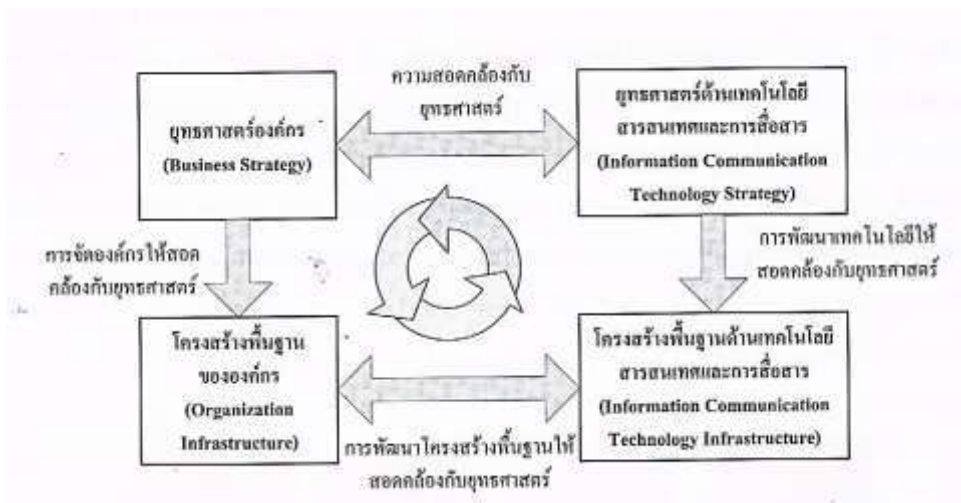 ความสอดคล้องกับ
ยุทธศาสตร์
ยุทธศาสตร์องค์กร
(Business Strategy)
ยุทธศาสตร์ด้านเทคโนโลยี
สารสนเทศและการสื่อสาร
(Information Communication
Technology Strategy)
การจัดองค์กรให้สอด
คล้องกับยุทธศาสตร์
การพัฒนาเทคโนโลยีให้
สอดคล้องกับยุทธศาสตร์
โครงสร้างพื้นฐาน
ขององค์กร
(Organization
Infrastructure)
โครงสร้างพื้นฐานด้านเทคโนโลยี
สารสนเทศและการสื่อสาร
(Information Communication
Technology Infrastructure)
การพัฒนาโครงสร้างพื้นฐานให้
สอดคล้องกับยุทธศาสตร์